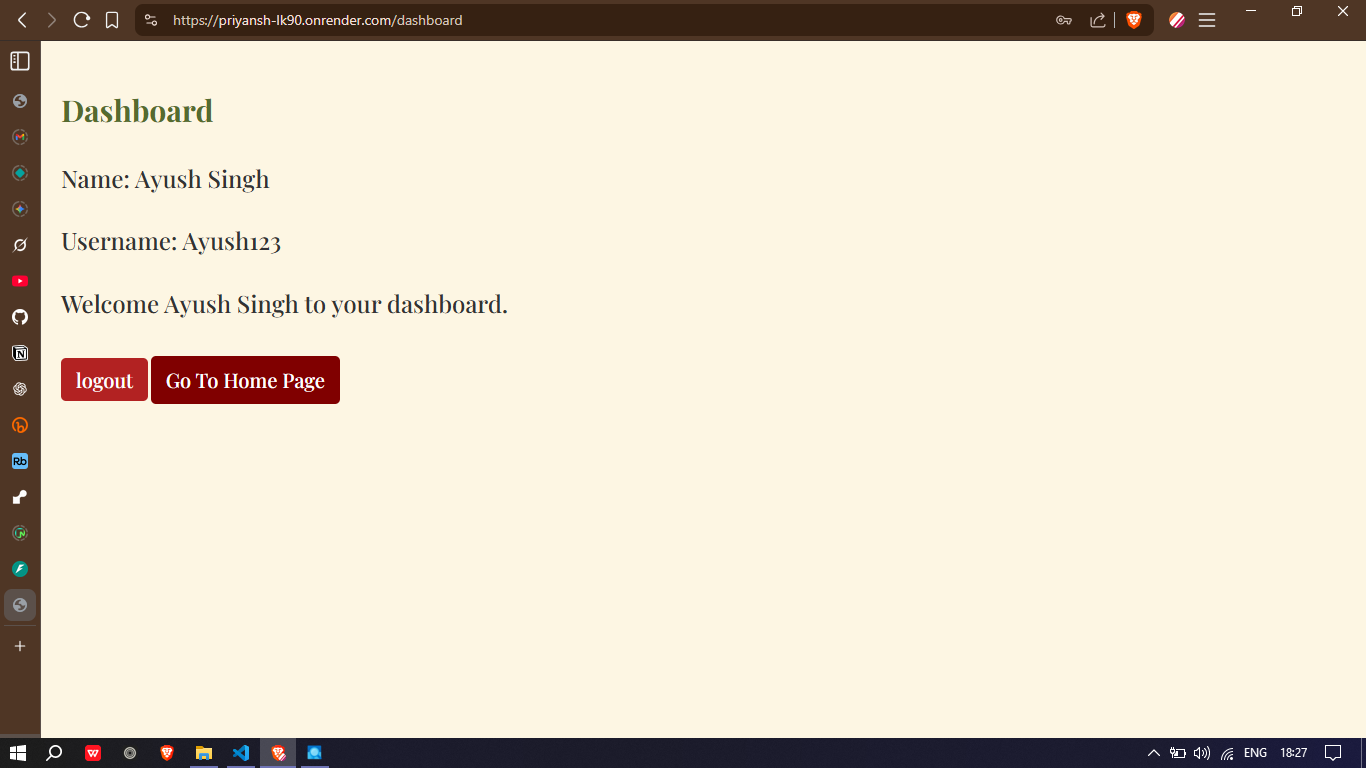 https://priyansh-lk90.onrender.com/dashboard
Dashboard
Name: Ayush Singh
Username: Ayush123
Welcome Ayush Singh to your dashboard.
logout Go To Home Page
Rb
ENG 18:27